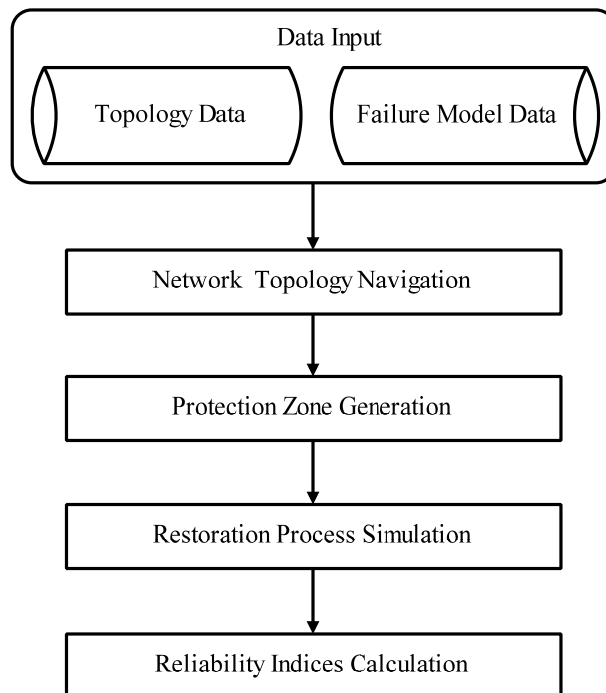 Data Input
Topology Data
Failure Model Data
Network Topology Navigation
Protection Zone Generation
Restoration Process Simulation
Reliability Indices Calculation